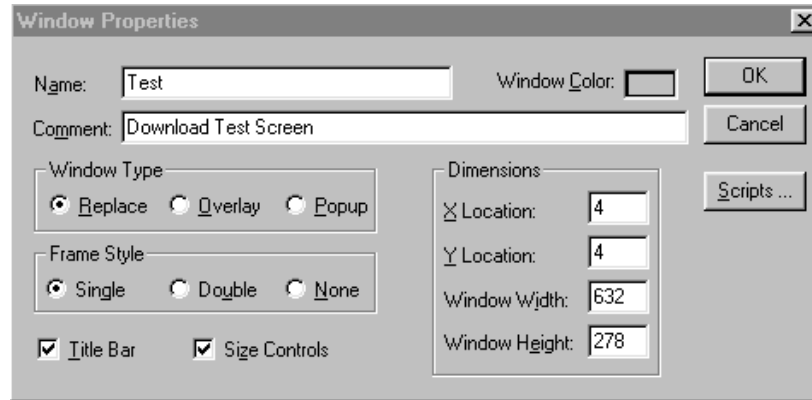 Window Properties
Name: Test Window Color: OK
Comment: Download Test Screen Cancel
Window Type Dimensions Scripts ...
Replace Overlay Popup X Location: 4
Frame Style Y Location: 4
Single Double None Window Width: 632
Title Bar Size Controls Window Height: 278